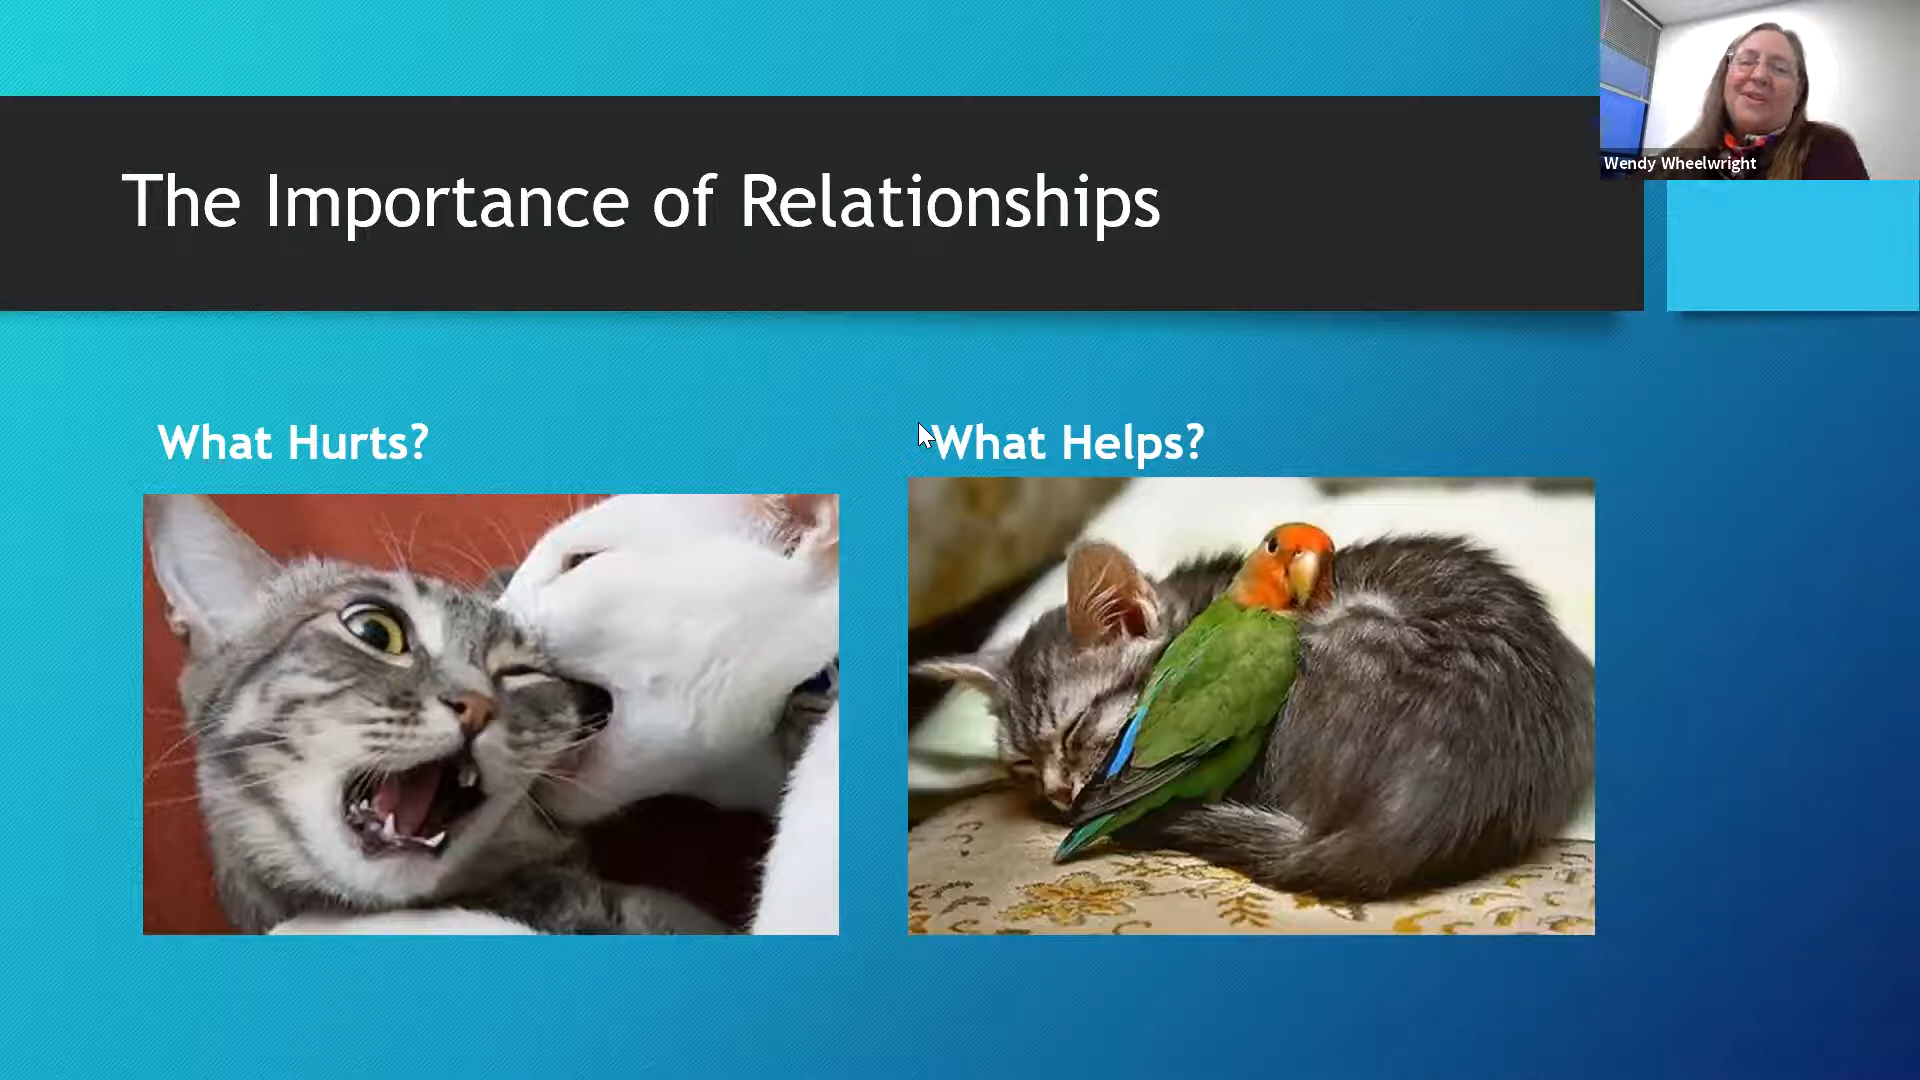 Wendy Wheelwright
The Importance of Relationships
What Hurts?
What Helps?